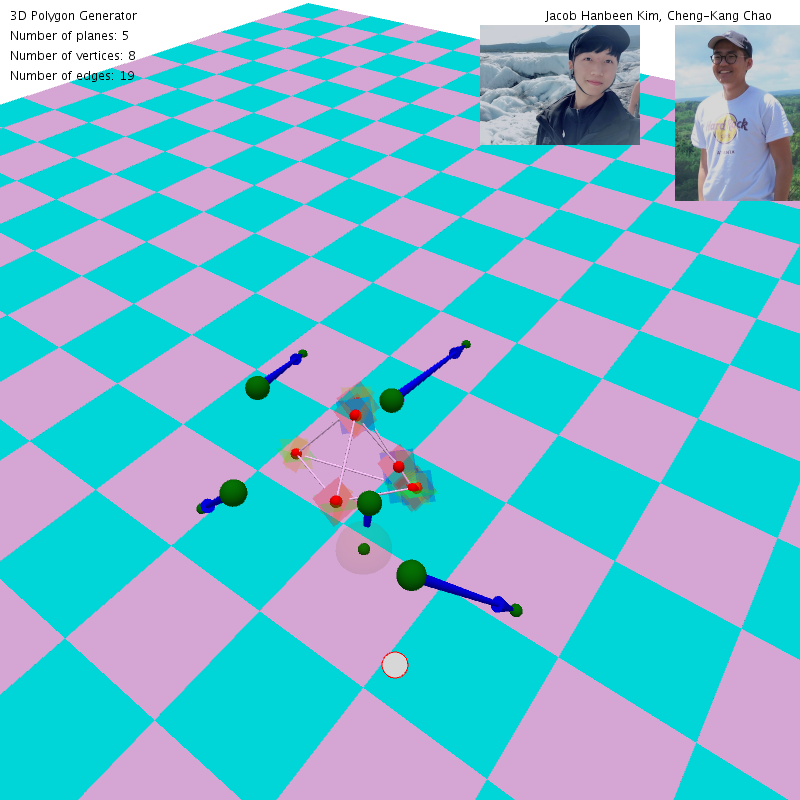 3D Polygon Generator
Jacob Hanbeen Kim, Cheng-Kang Chao
Number of planes: 5
Number of vertices: 8
Number of edges: 19